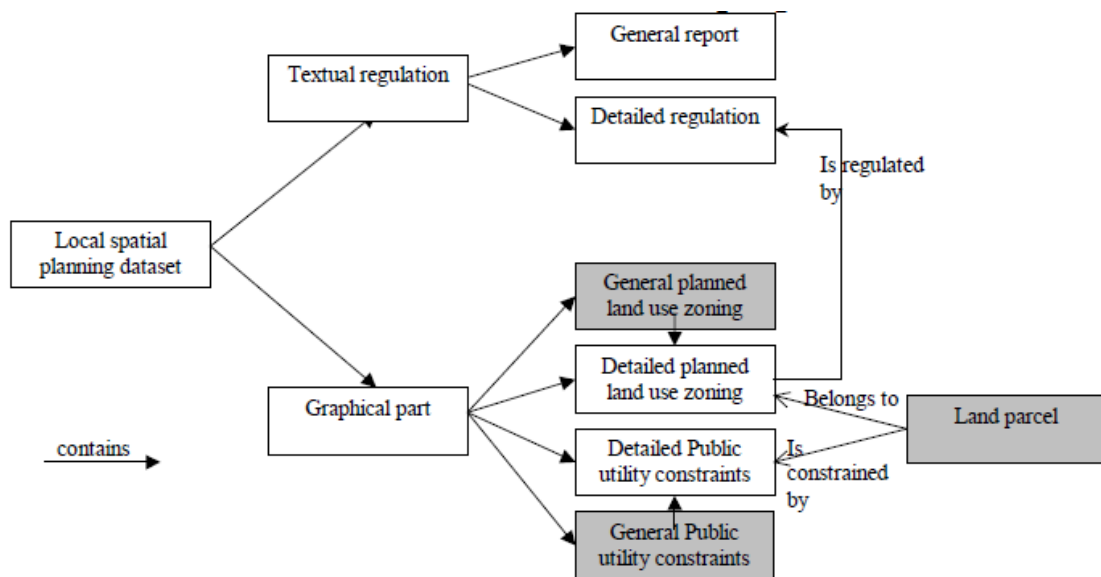 General report
Textual regulation
Detailed regulation
Is regulated
by
Local spatial
planning dataset
General planned
land use zoning
Detailed planned
land use zoning
Belongs to
Land parcel
Graphical part
contains
Detailed Public
utility constraints
Is
constrained
by
General Public
utility constraints